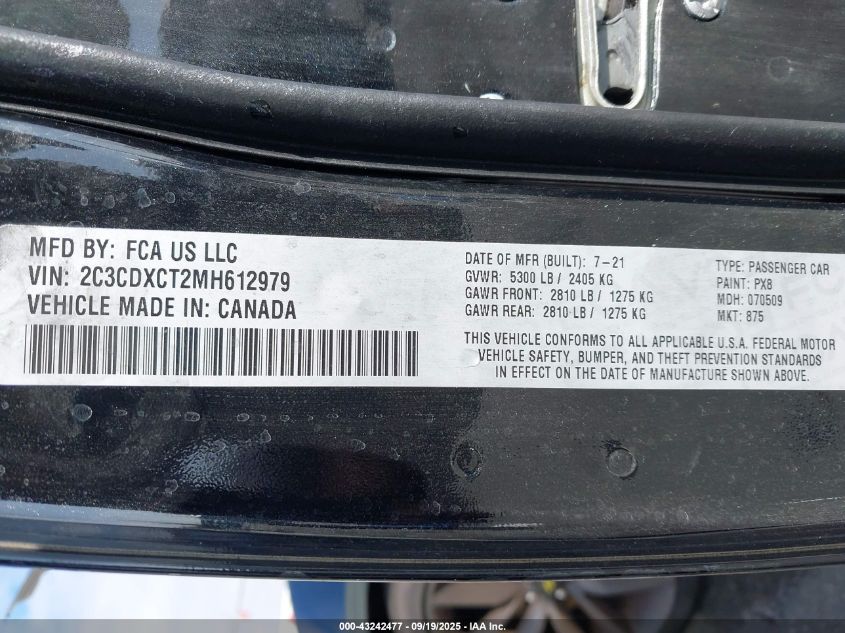 MFD BY: FCA US LLC
VIN: 2C3CDXCT2MH612979
VEHICLE MADE IN: CANADA
DATE OF MFR (BUILT): 7-21
GVWR: 5300 LB / 2405 KG
GAWR FRONT: 2810 LB / 1275 KG
GAWR REAR: 2810 LB / 1275 KG
TYPE: PASSENGER CAR
PAINT: PX8
MDH: 070509
MKT: 875
THIS VEHICLE CONFORMS TO ALL APPLICABLE U.S.A. FEDERAL MOTOR
VEHICLE SAFETY, BUMPER, AND THEFT PREVENTION STANDARDS
IN EFFECT ON THE DATE OF MANUFACTURE SHOWN ABOVE.
000-43242477 - 09/19/2025 - IAA Inc.